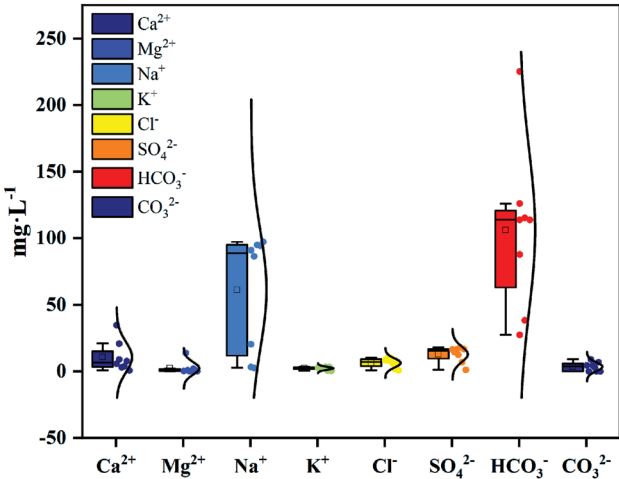 250
200
150
100
50
0
-50
mg·L⁻¹
Ca²⁺
Mg²⁺
Na⁺
K⁺
Cl⁻
SO₄²⁻
HCO₃⁻
CO₃²⁻
Ca²⁺ Mg²⁺ Na⁺ K⁺ Cl⁻ SO₄²⁻ HCO₃⁻ CO₃²⁻